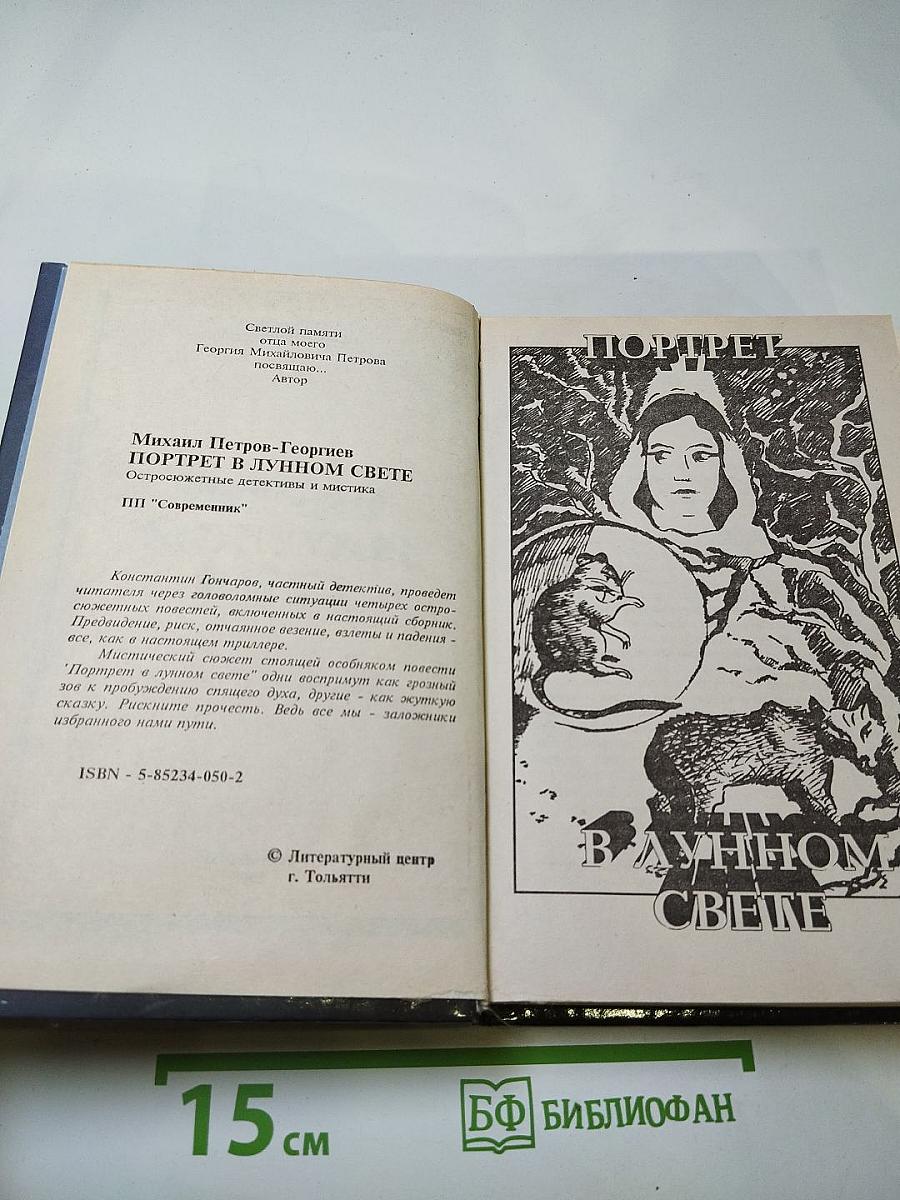 Светлой памяти
отца моего
Георгия Михайловича Петрова
посвящаю...
Автор
Михаил Петров-Георгиев
ПОРТРЕТ В ЛУННОМ СВЕТЕ
Остросюжетные детективы и мистика
ПП "Современник"
Константин Гончаров, частный детектив, проведет
читателя через головоломные ситуации четырех остро-
сюжетных повестей, включенных в настоящий сборник.
Предвидение, риск, отчаянное везение, взлеты и падения -
все, как в настоящем триллере.
Мистический сюжет стоящей особняком повести
'Портрет в лунном свете" одни воспримут как грозный
зов к пробуждению спящего духа, другие - как жуткую
сказку. Рискните прочесть. Ведь все мы - заложники
избранного нами пути.
ISBN - 5-85234-050-2
© Литературный центр
г. Тольятти
ПОРТРЕТ
В ЛУННОМ
СВЕТЕ
15 см
БФ БИБЛИОФАН